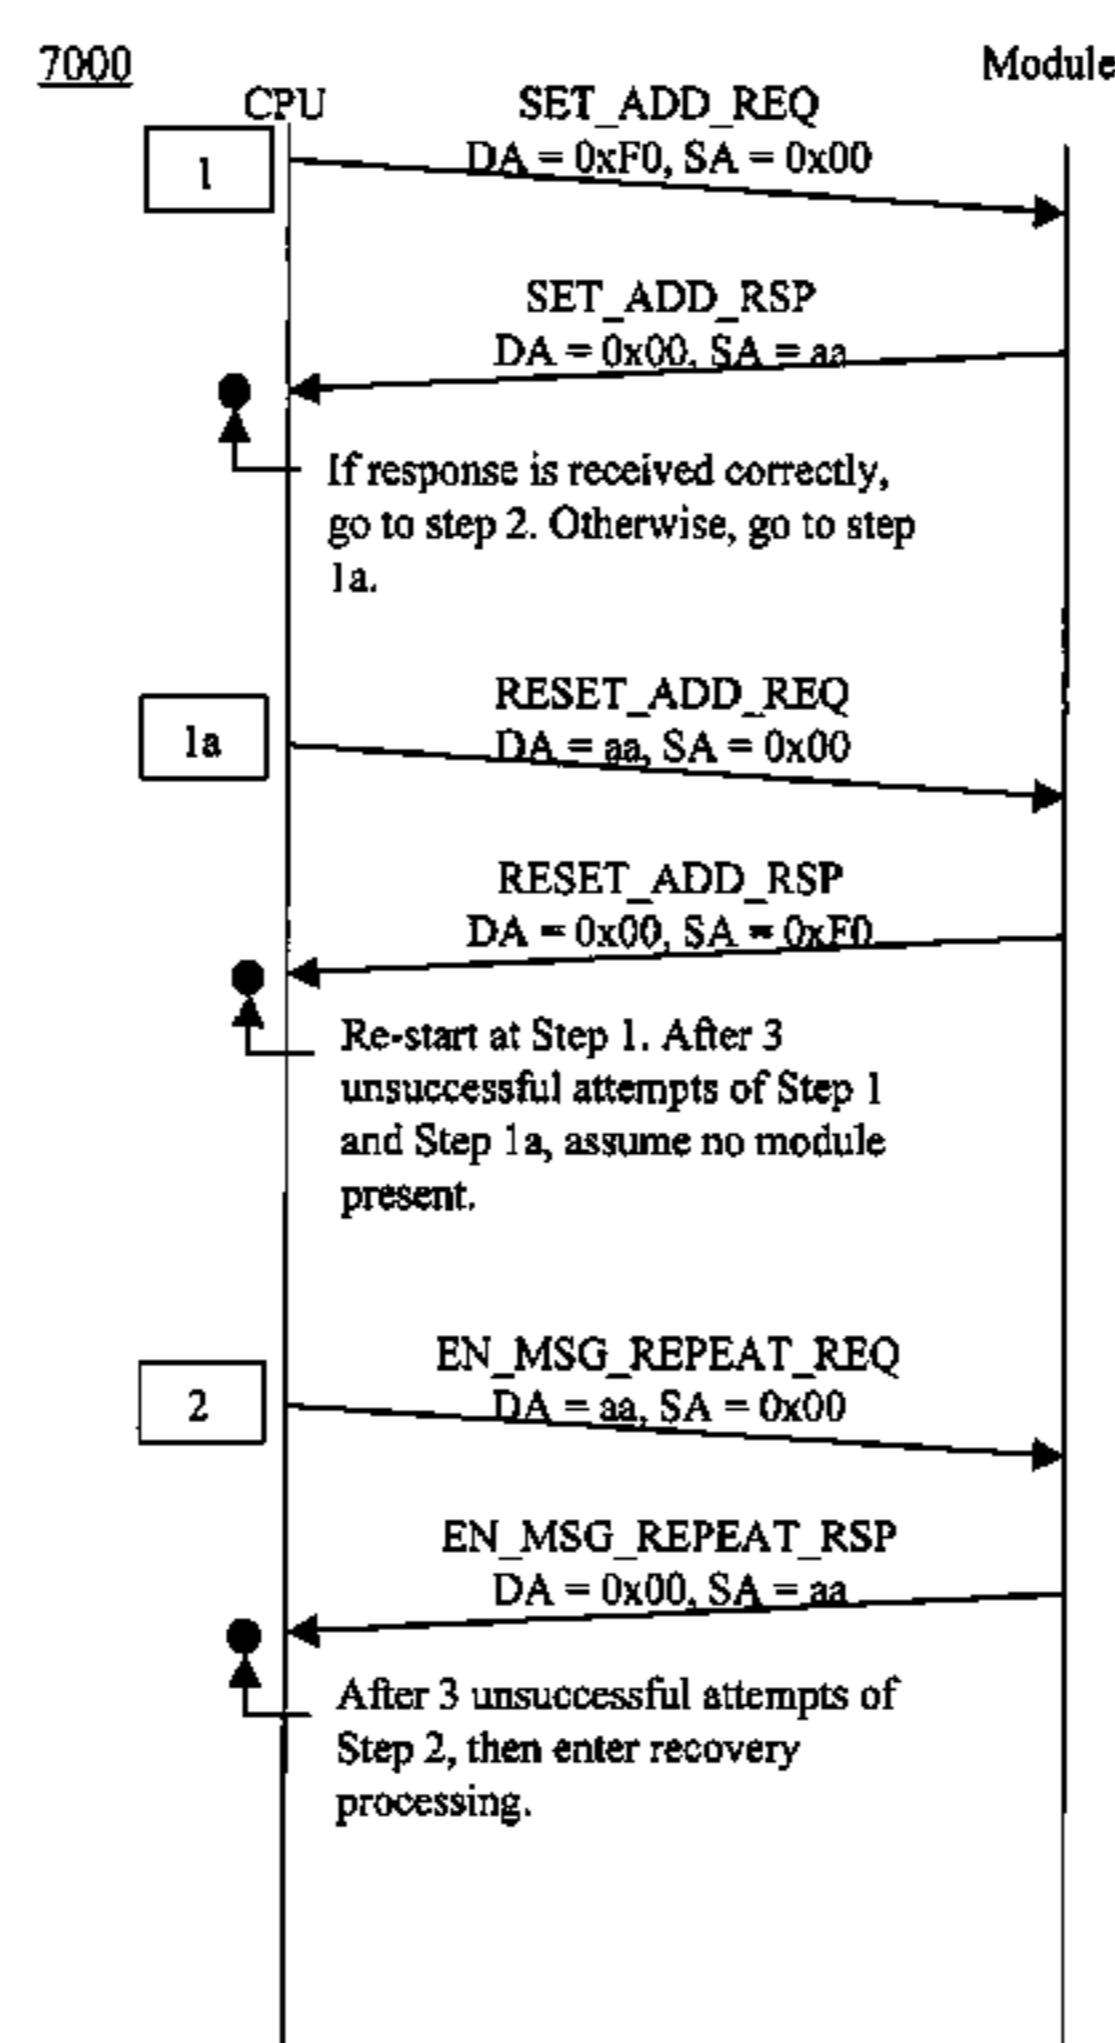 7000
CPU
Module
SET_ADD_REQ
DA = 0xF0, SA = 0x00
1
SET_ADD_RSP
DA = 0x00, SA = aa
If response is received correctly,
go to step 2. Otherwise, go to step
1a.
RESET_ADD_REQ
DA = aa, SA = 0x00
1a
RESET_ADD_RSP
DA = 0x00, SA = 0xF0
Re-start at Step 1. After 3
unsuccessful attempts of Step 1
and Step 1a, assume no module
present.
EN_MSG_REPEAT_REQ
DA = aa, SA = 0x00
2
EN_MSG_REPEAT_RSP
DA = 0x00, SA = aa
After 3 unsuccessful attempts of
Step 2, then enter recovery
processing.